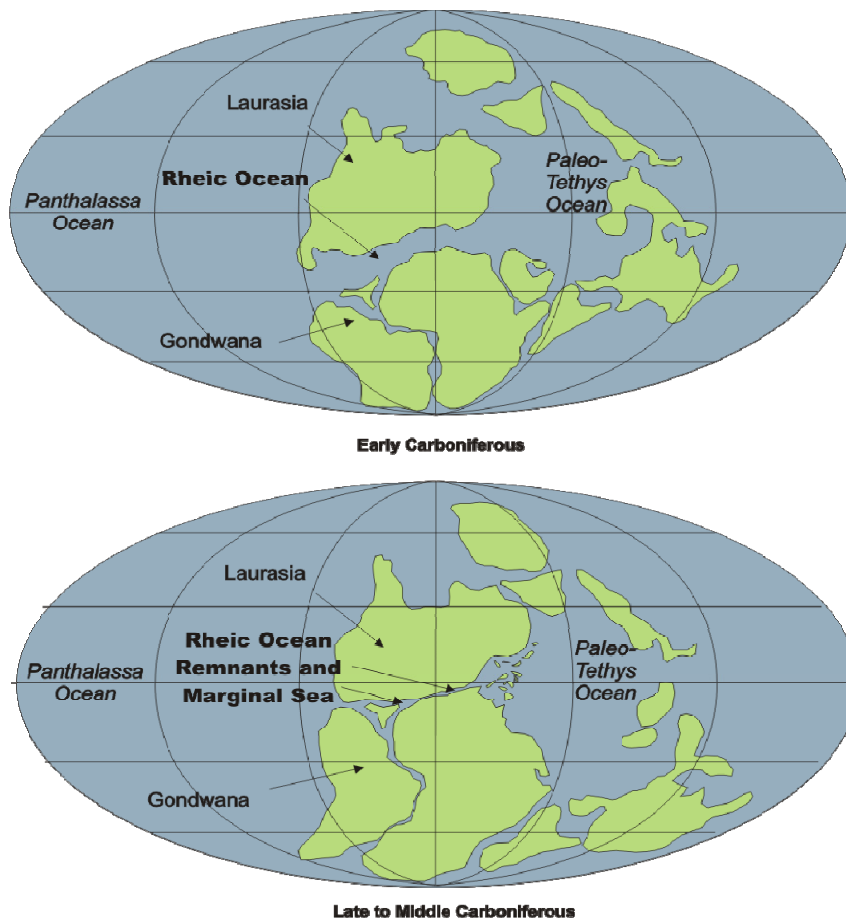 Laurasia
Rheic Ocean
Paleo-
Tethys
Ocean
Panthalassa
Ocean
Gondwana
Early Carboniferous
Laurasia
Rheic Ocean
Remnants and
Marginal Sea
Paleo-
Tethys
Ocean
Panthalassa
Ocean
Gondwana
Late to Middle Carboniferous